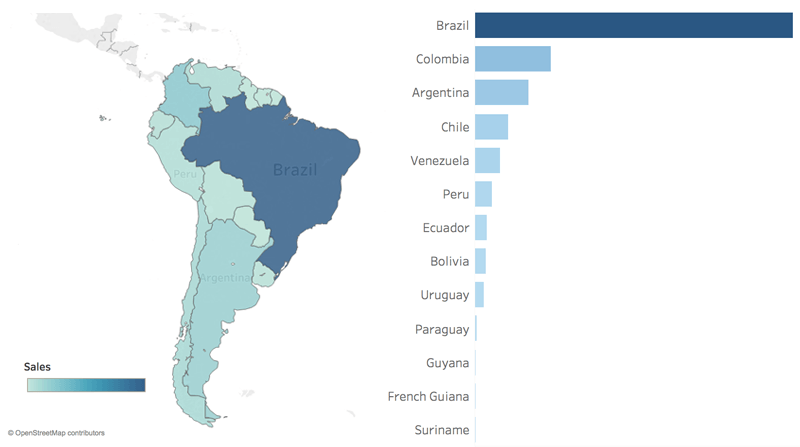 Brazil
Peru
Argentina
Sales
© OpenStreetMap contributors
Brazil
Colombia
Argentina
Chile
Venezuela
Peru
Ecuador
Bolivia
Uruguay
Paraguay
Guyana
French Guiana
Suriname